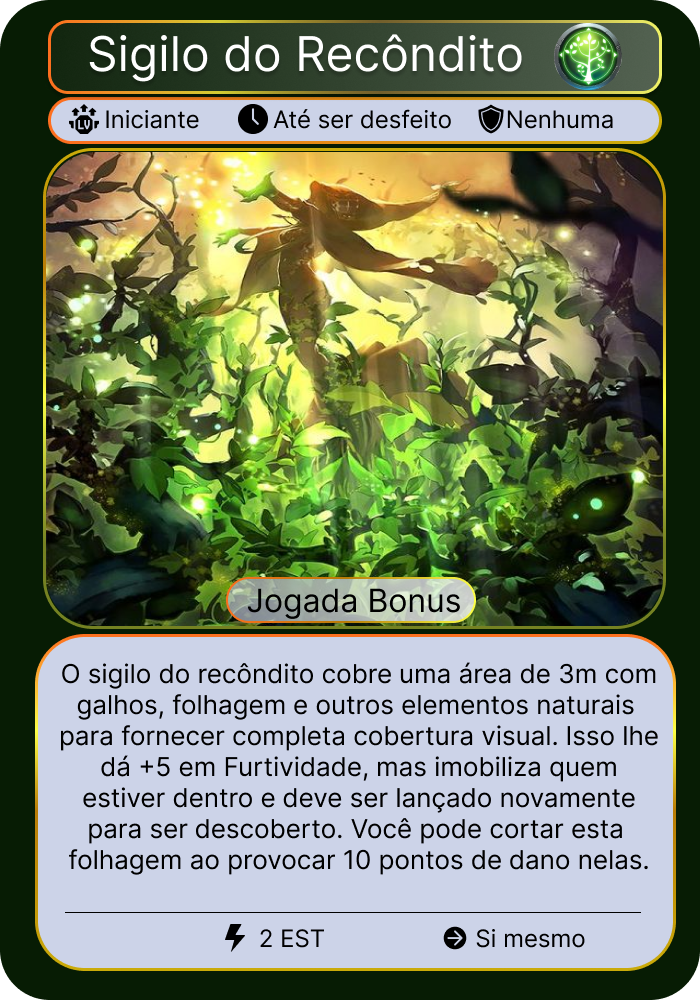 Sigilo do Recôndito
LV Iniciante Até ser desfeito Nenhuma
Jogada Bonus
O sigilo do recôndito cobre uma área de 3m com
galhos, folhagem e outros elementos naturais
para fornecer completa cobertura visual. Isso lhe
dá +5 em Furtividade, mas imobiliza quem
estiver dentro e deve ser lançado novamente
para ser descoberto. Você pode cortar esta
folhagem ao provocar 10 pontos de dano nelas.
2 EST Si mesmo